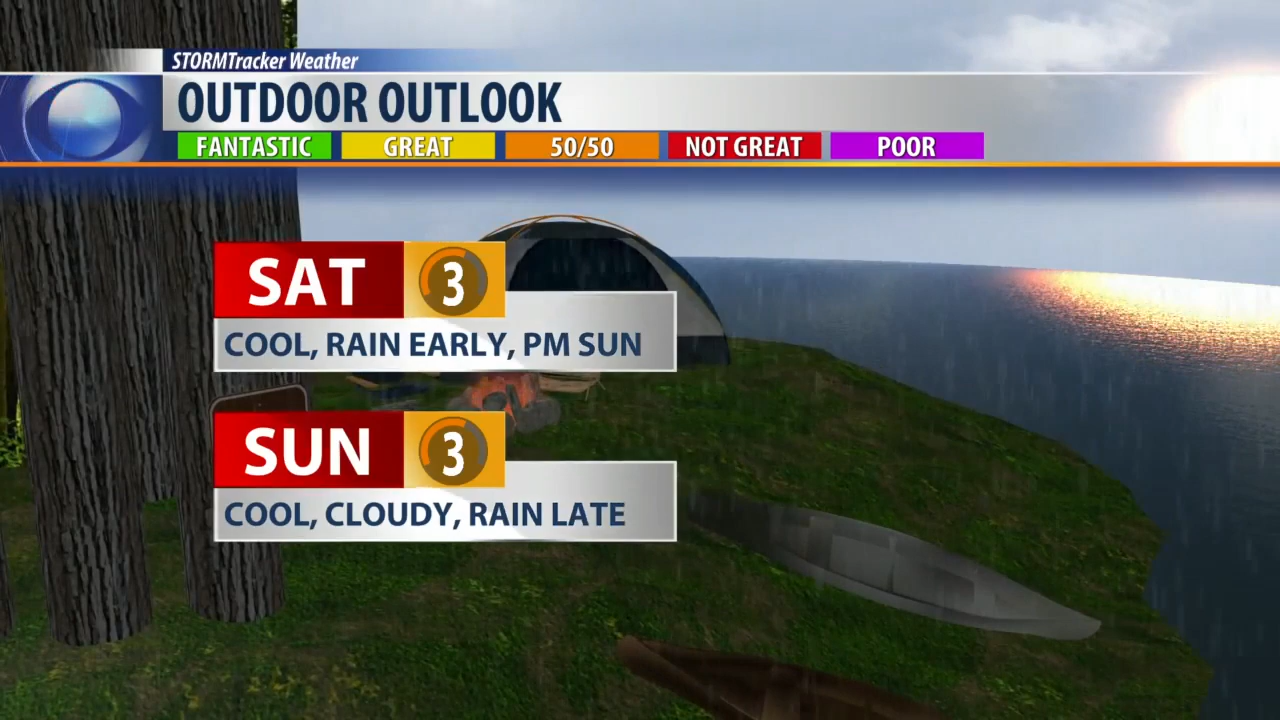 STORMTracker Weather
OUTDOOR OUTLOOK
FANTASTIC GREAT 50/50 NOT GREAT POOR
SAT 3
COOL, RAIN EARLY, PM SUN
SUN 3
COOL, CLOUDY, RAIN LATE